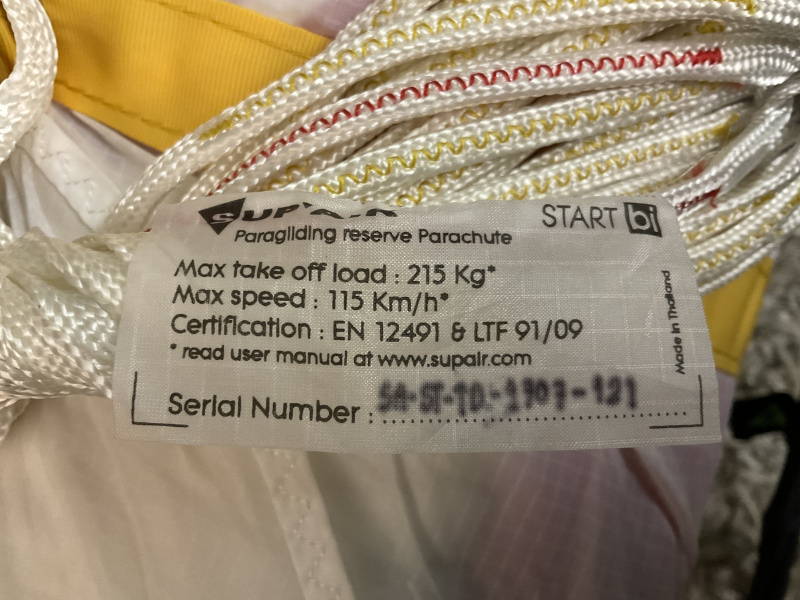 SUP'AIR
START bi
Paragliding reserve Parachute
Max take off load : 215 Kg*
Max speed : 115 Km/h*
Certification : EN 12491 & LTF 91/09
* read user manual at www.supair.com
Serial Number :
Made in Thailand